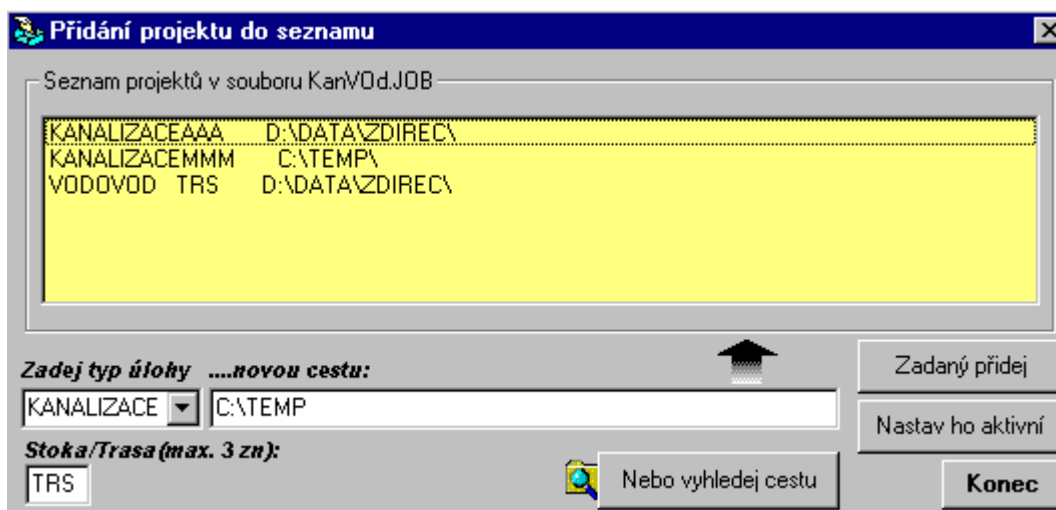 Přidání projektu do seznamu
Seznam projektů v souboru KanVOd.JOB
KANALIZACEAAA D:\DATA\ZDIREC\
KANALIZACEMMM C:\TEMP\
VODOVOD TRS D:\DATA\ZDIREC\
Zadej typ úlohy ....novou cestu:
Zadaný přidej
KANALIZACE C:\TEMP
Nastav ho aktivní
Stoka/Trasa(max. 3 zn):
TRS
Nebo vyhledej cestu
Konec